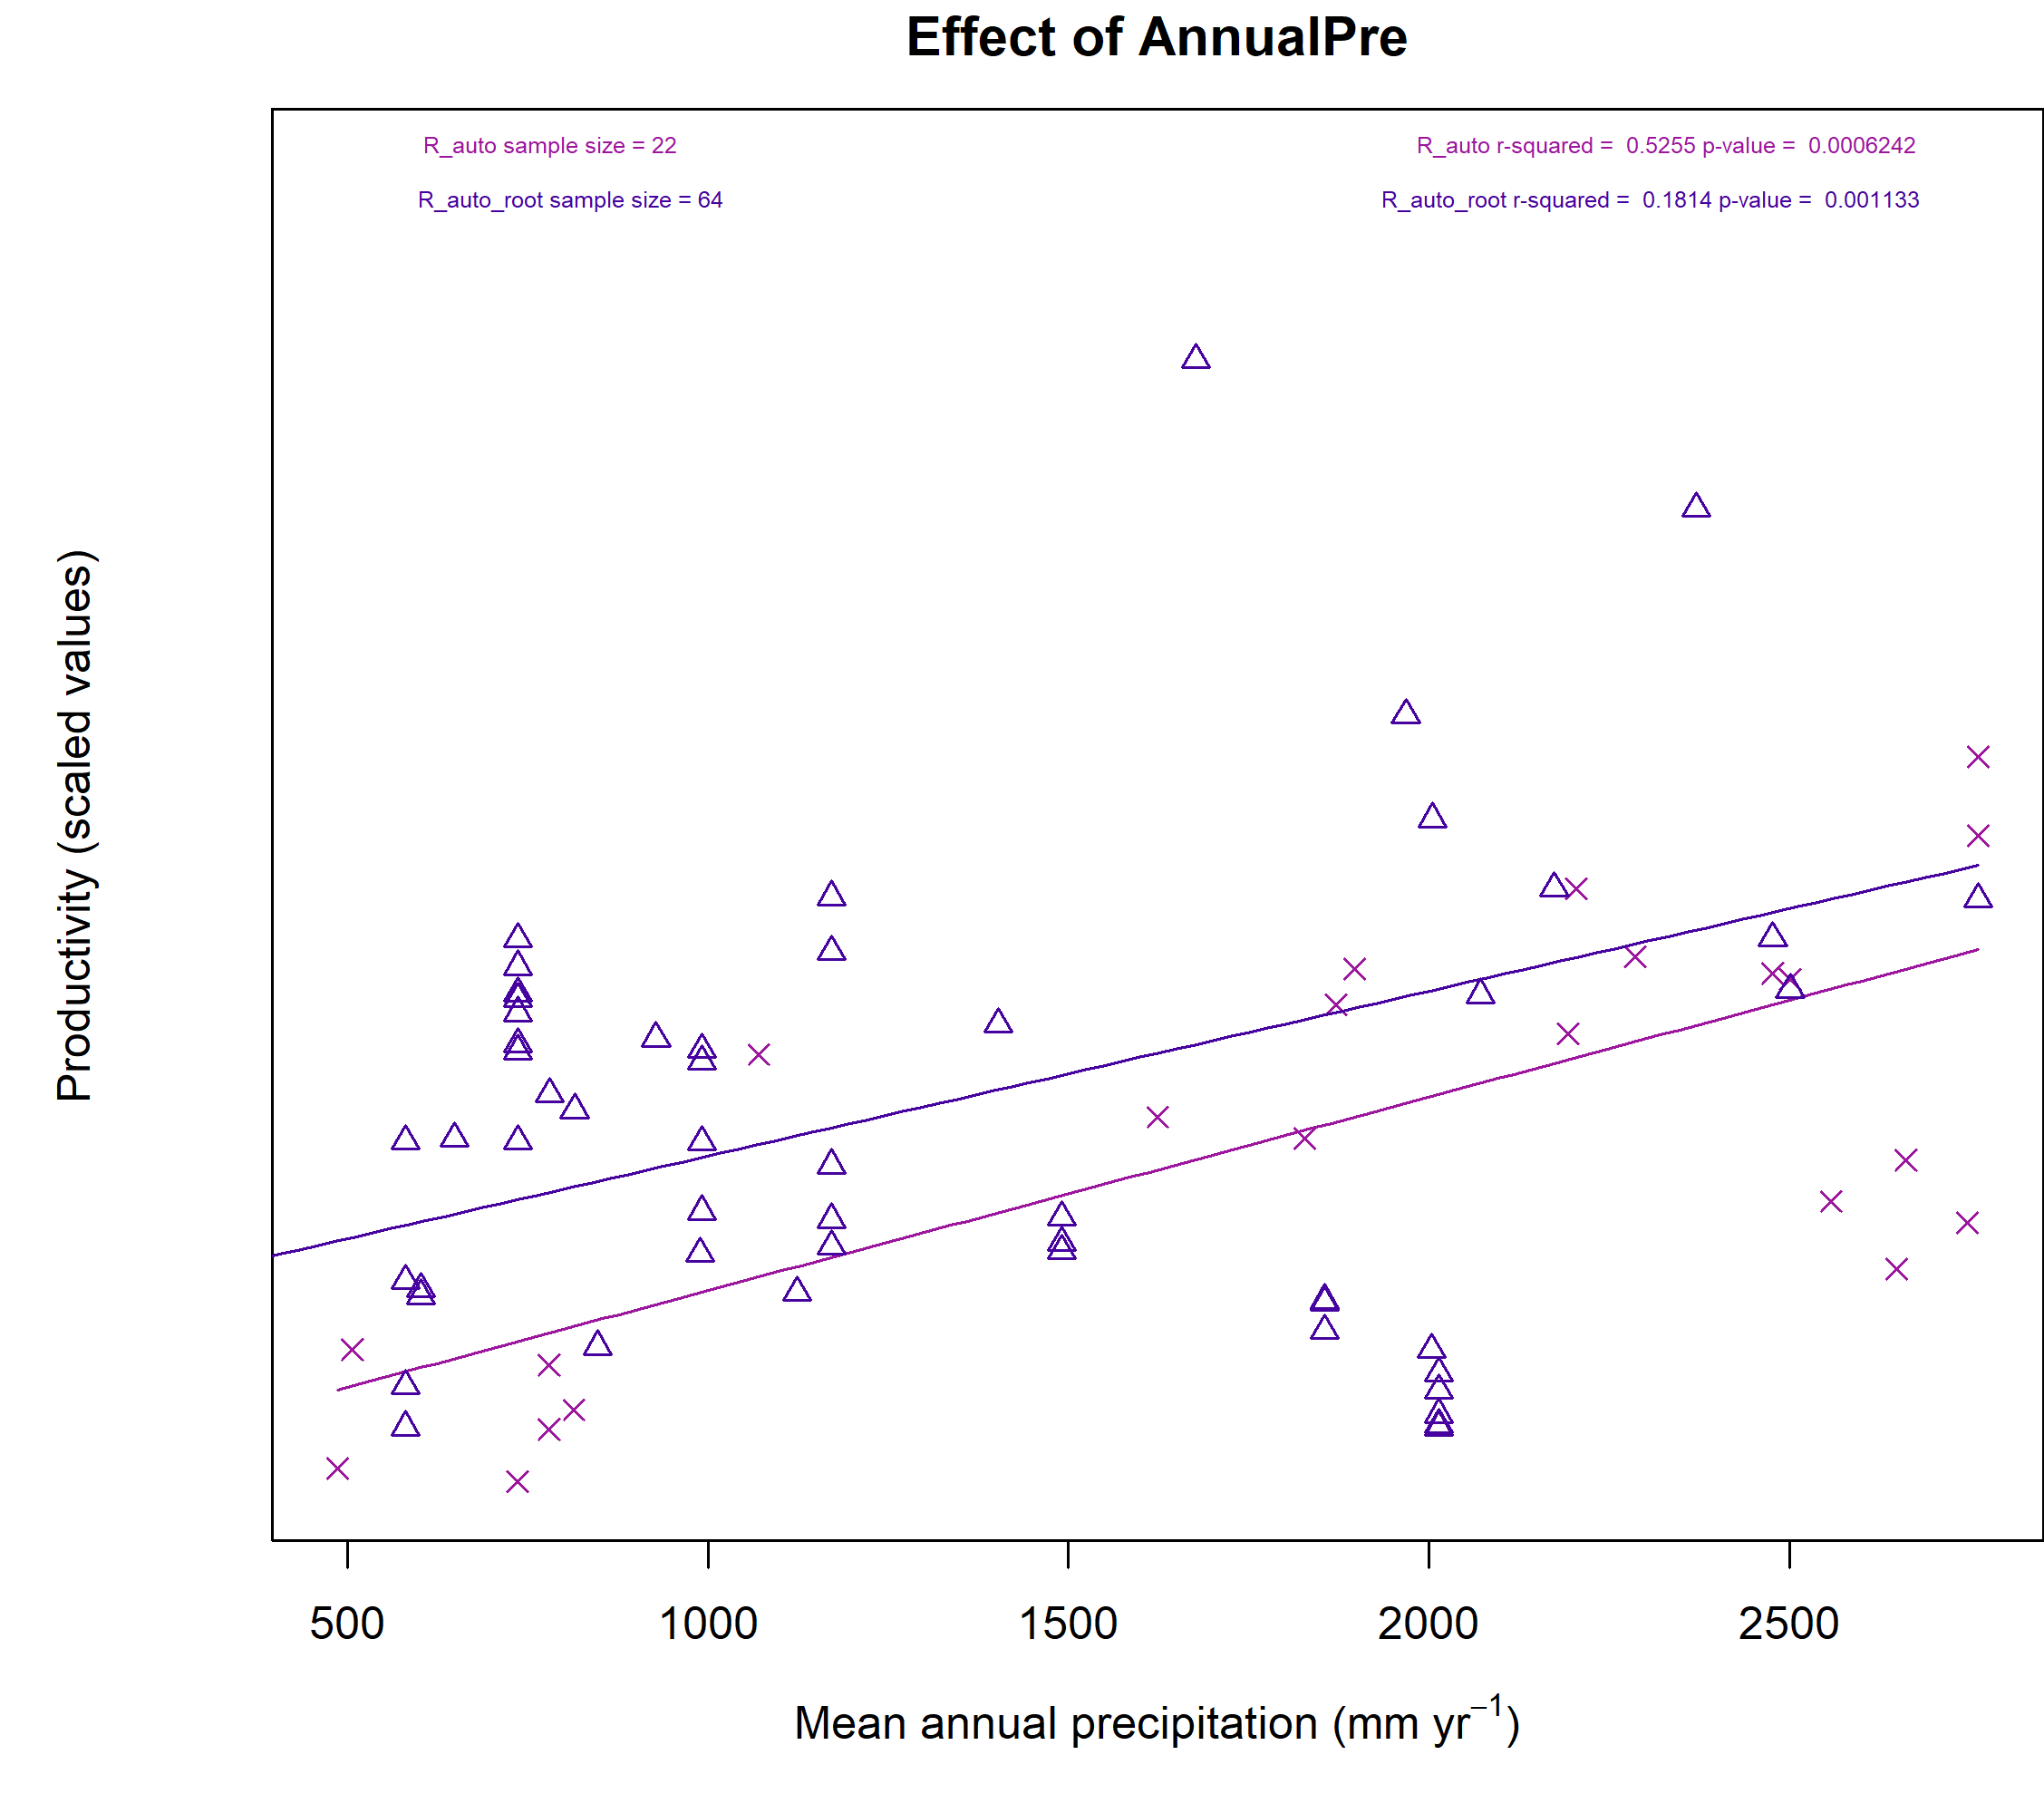 Effect of AnnualPre
R_auto sample size = 22
R_auto r-squared =  0.5255 p-value =  0.0006242
R_auto_root sample size = 64
R_auto_root r-squared =  0.1814 p-value =  0.001133
Productivity (scaled values)
500 1000 1500 2000 2500
Mean annual precipitation (mm yr⁻¹)